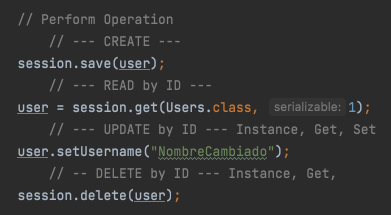 // Perform Operation
// --- CREATE ---
session.save(user);
// --- READ by ID ---
user = session.get(Users.class, serializable: 1);
// --- UPDATE by ID --- Instance, Get, Set
user.setUsername("NombreCambiado");
// -- DELETE by ID --- Instance, Get,
session.delete(user);